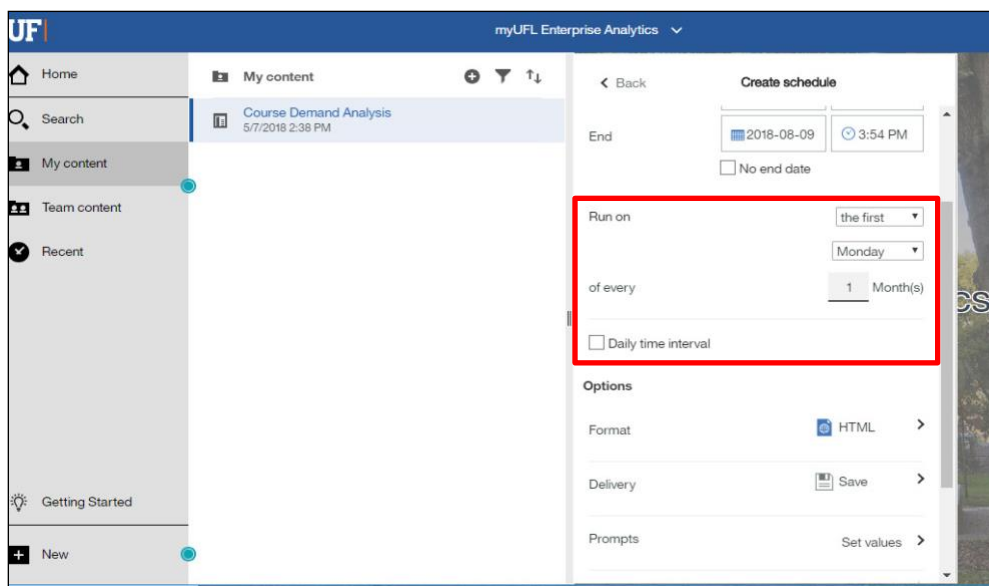 UF
myUFL Enterprise Analytics
Home
Search
My content
Team content
Recent
Getting Started
New
My content
Course Demand Analysis
5/7/2018 2:38 PM
Back Create schedule
End 2018-08-09 3:54 PM
No end date
Run on the first
Monday
of every 1 Month(s)
Daily time interval
Options
Format HTML
Delivery Save
Prompts Set values
cs